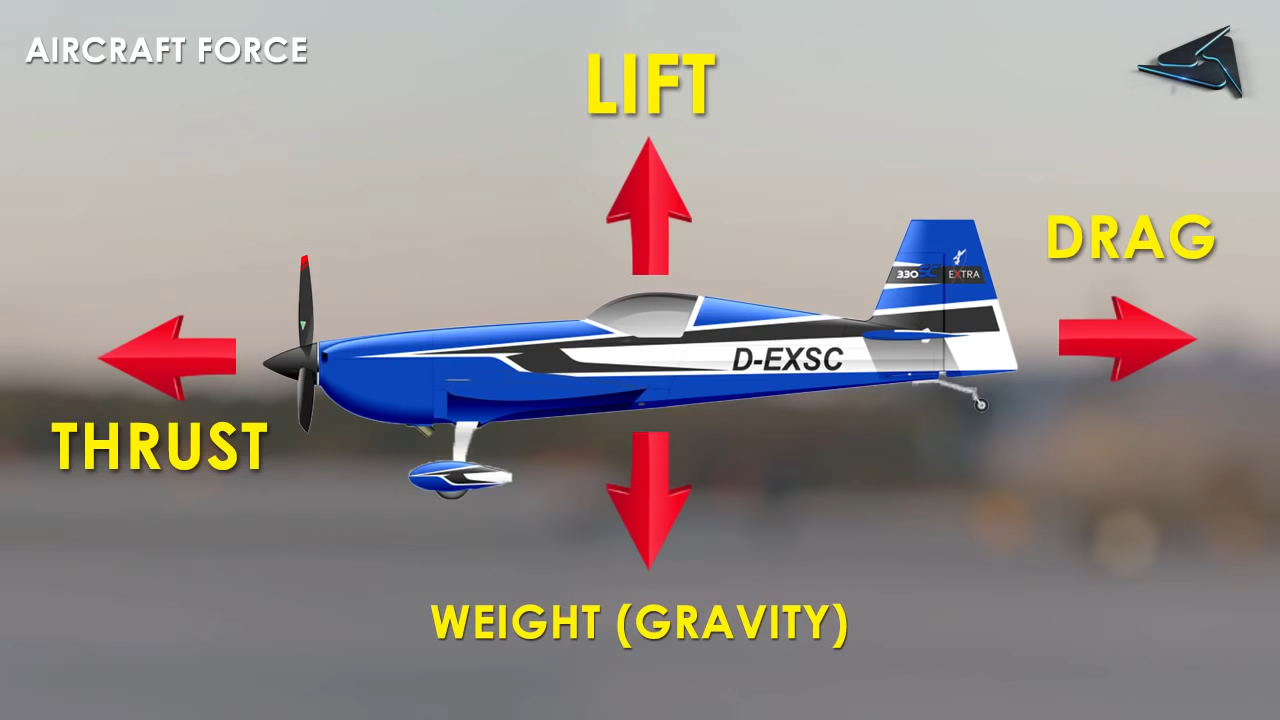 AIRCRAFT FORCE
LIFT
DRAG
330SC EXTRA
D-EXSC
THRUST
WEIGHT (GRAVITY)